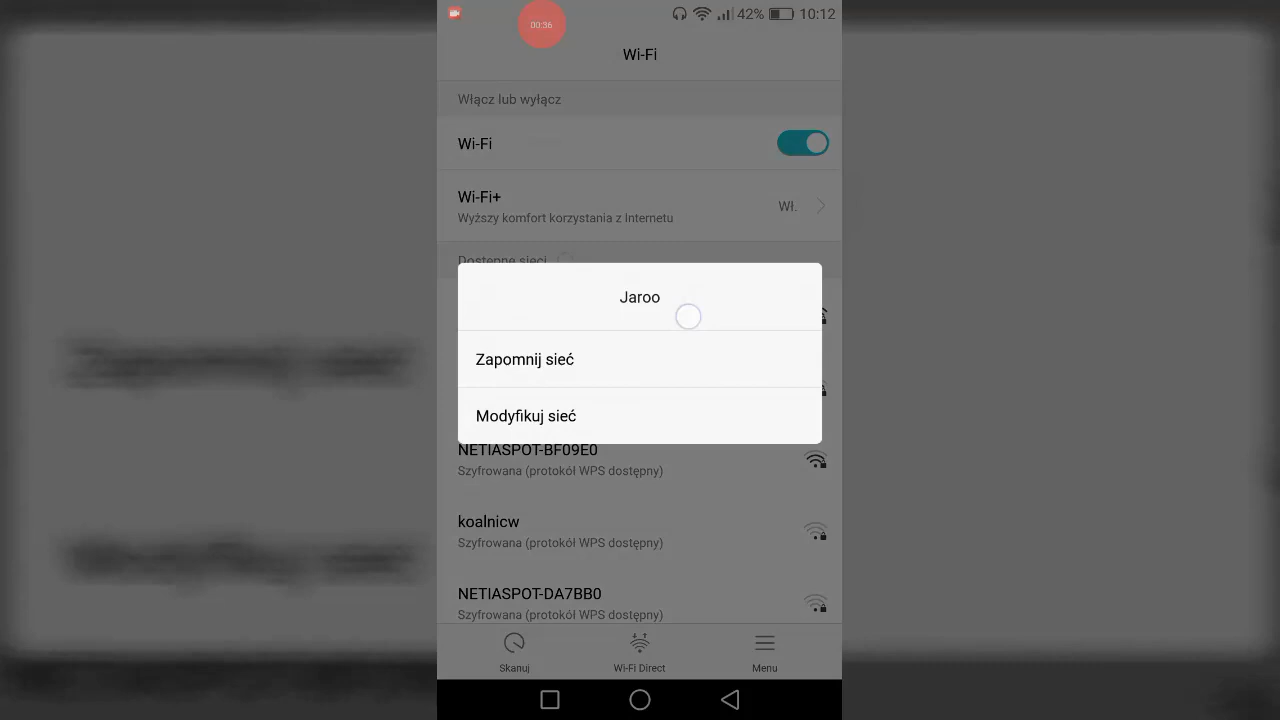 00:36
42% 10:12
Wi-Fi
Włącz lub wyłącz
Wi-Fi
Wi-Fi+
Wyższy komfort korzystania z Internetu
Wł.
Dostępne sieci
Jaroo
Zapomnij sieć
Modyfikuj sieć
NETIASPOT-BF09E0
Szyfrowana (protokół WPS dostępny)
koalnicw
Szyfrowana (protokół WPS dostępny)
NETIASPOT-DA7BB0
Szyfrowana (protokół WPS dostępny)
Skanuj
Wi-Fi Direct
Menu